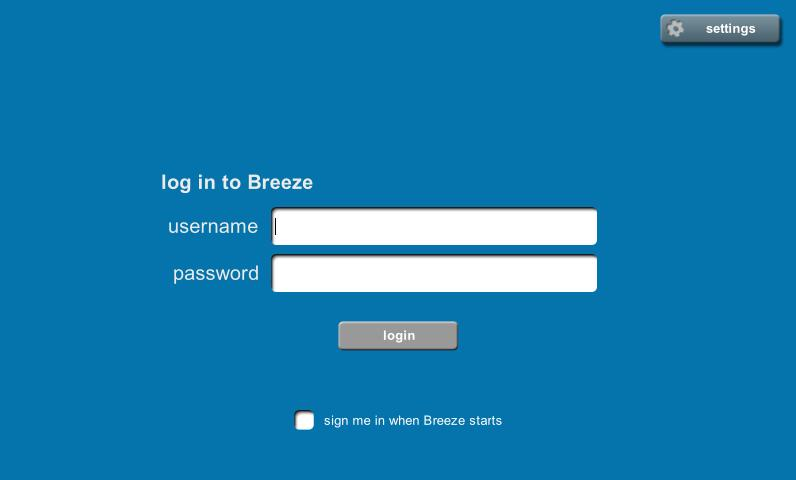 settings
log in to Breeze
username
password
login
sign me in when Breeze starts